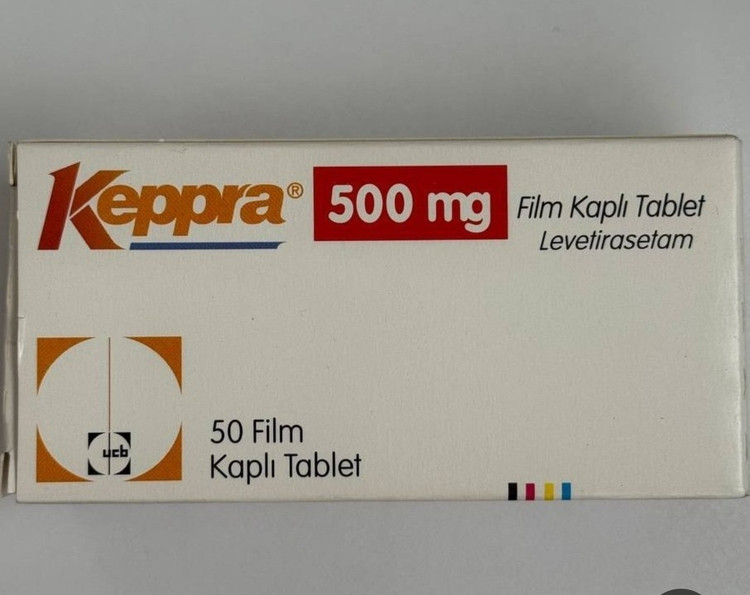 Keppra® 500 mg Film Kaplı Tablet
Levetirasetam
50 Film
Kaplı Tablet
ucb